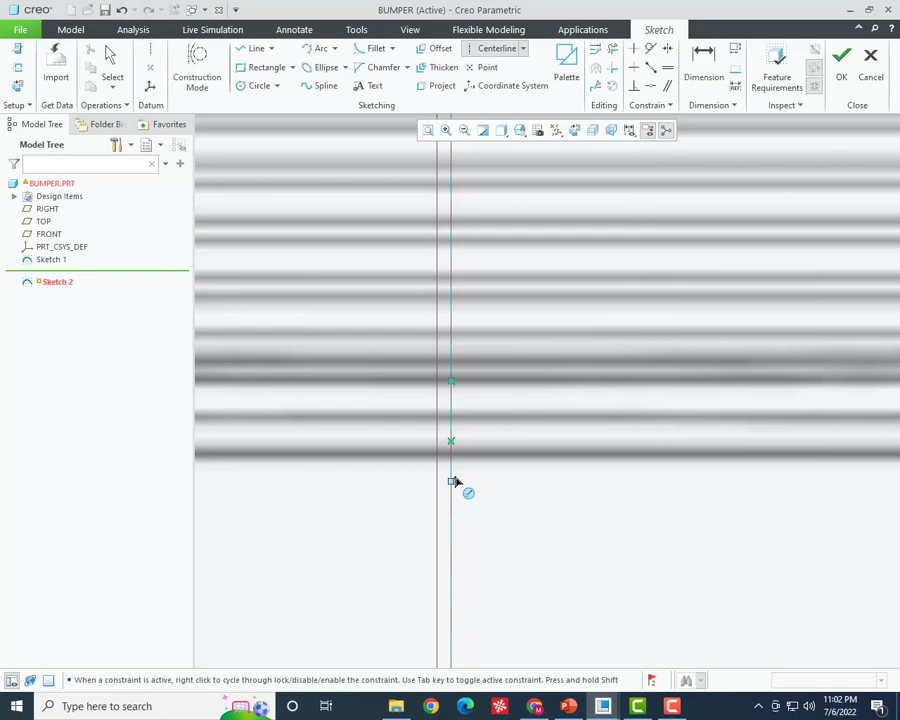 creo
BUMPER (Active) - Creo Parametric
File
Model
Analysis
Live Simulation
Annotate
Tools
View
Flexible Modeling
Applications
Sketch
Import
Select
Construction
Mode
Line
Rectangle
Circle
Arc
Ellipse
Spline
Fillet
Chamfer
Text
Offset
Thicken
Project
Centerline
Point
Coordinate System
Palette
Dimension
Feature
Requirements
OK
Cancel
Setup
Get Data
Operations
Datum
Sketching
Editing
Constrain
Dimension
Inspect
Close
Model Tree
Folder Br
Favorites
Model Tree
BUMPER.PRT
Design Items
RIGHT
TOP
FRONT
PRT_CSYS_DEF
Sketch 1
Sketch 2
When a constraint is active, right click to cycle through lock/disable/enable the constraint. Use Tab key to toggle active constraint. Press and hold Shift
2
Type here to search
11:02 PM
7/6/2022
1